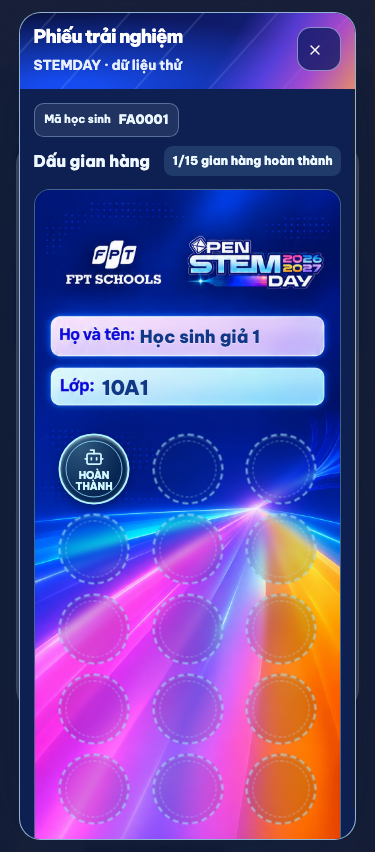 Phiếu trải nghiệm
STEMDAY · dữ liệu thử
Mã học sinh FA0001
Dấu gian hàng
1/15 gian hàng hoàn thành
FPT
FPT SCHOOLS
OPEN
STEM 2026
2027
DAY
Họ và tên: Học sinh giả 1
Lớp: 10A1
HOÀN
THÀNH